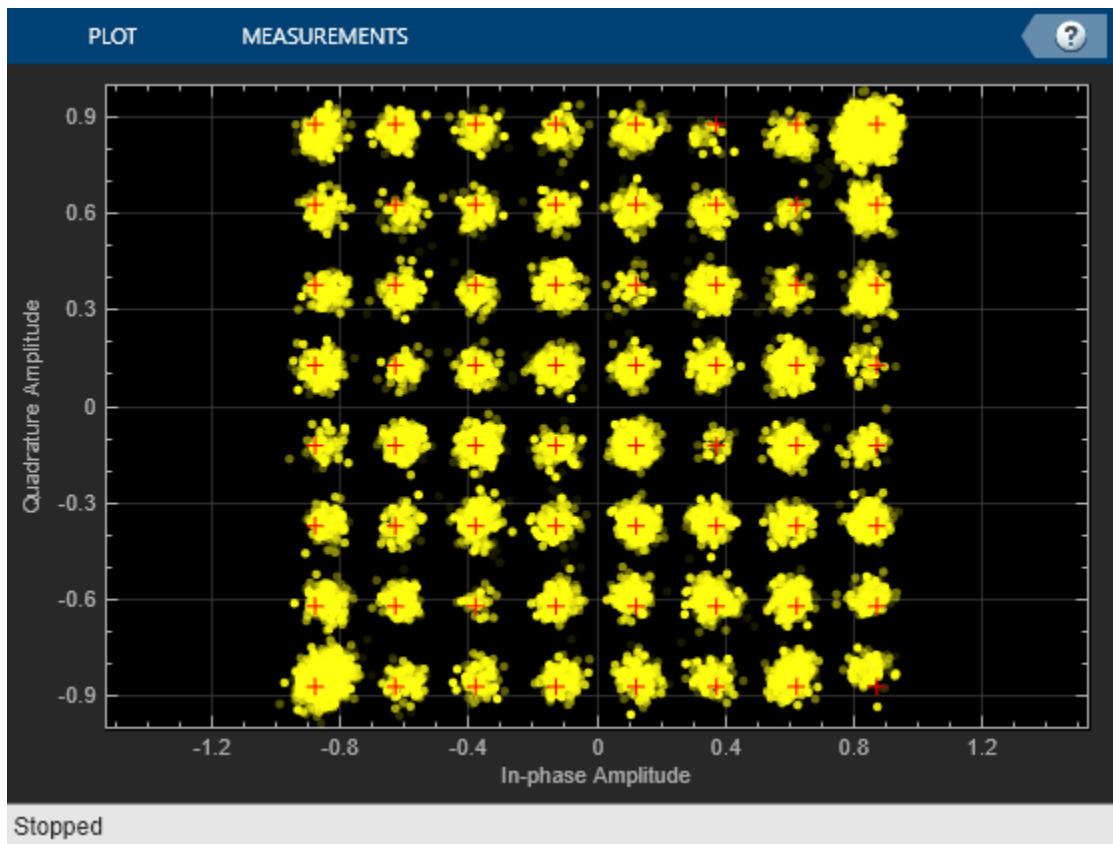 PLOT MEASUREMENTS ?
0.9
0.6
0.3
0
-0.3
-0.6
-0.9
Quadrature Amplitude
-1.2 -0.8 -0.4 0 0.4 0.8 1.2
In-phase Amplitude
Stopped